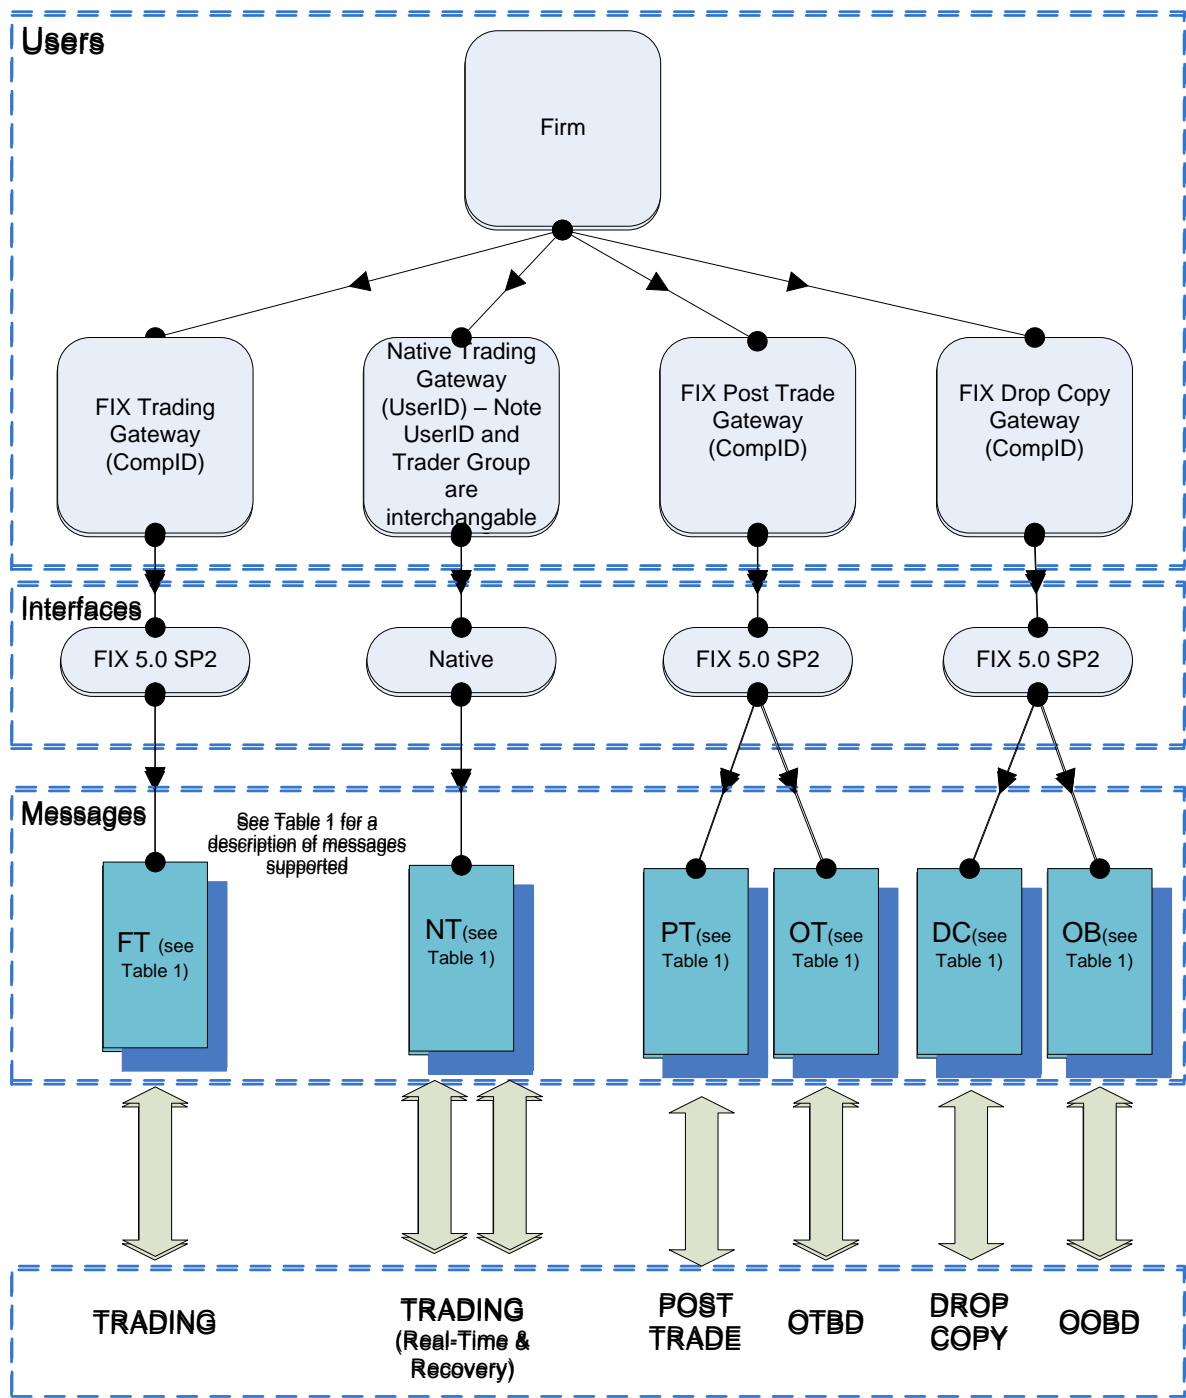 Users
Firm
FIX Trading
Gateway
(CompID)
Native Trading
Gateway
(UserID) – Note
UserID and
Trader Group
are
interchangable
FIX Post Trade
Gateway
(CompID)
FIX Drop Copy
Gateway
(CompID)
Interfaces
FIX 5.0 SP2
Native
FIX 5.0 SP2
FIX 5.0 SP2
Messages
See Table 1 for a
description of messages
supported
FT (see
Table 1)
NT(see
Table 1)
PT(see
Table 1)
OT(see
Table 1)
DC(see
Table 1)
OB(see
Table 1)
TRADING
TRADING
(Real-Time &
Recovery)
POST
TRADE
OTBD
DROP
COPY
OOBD